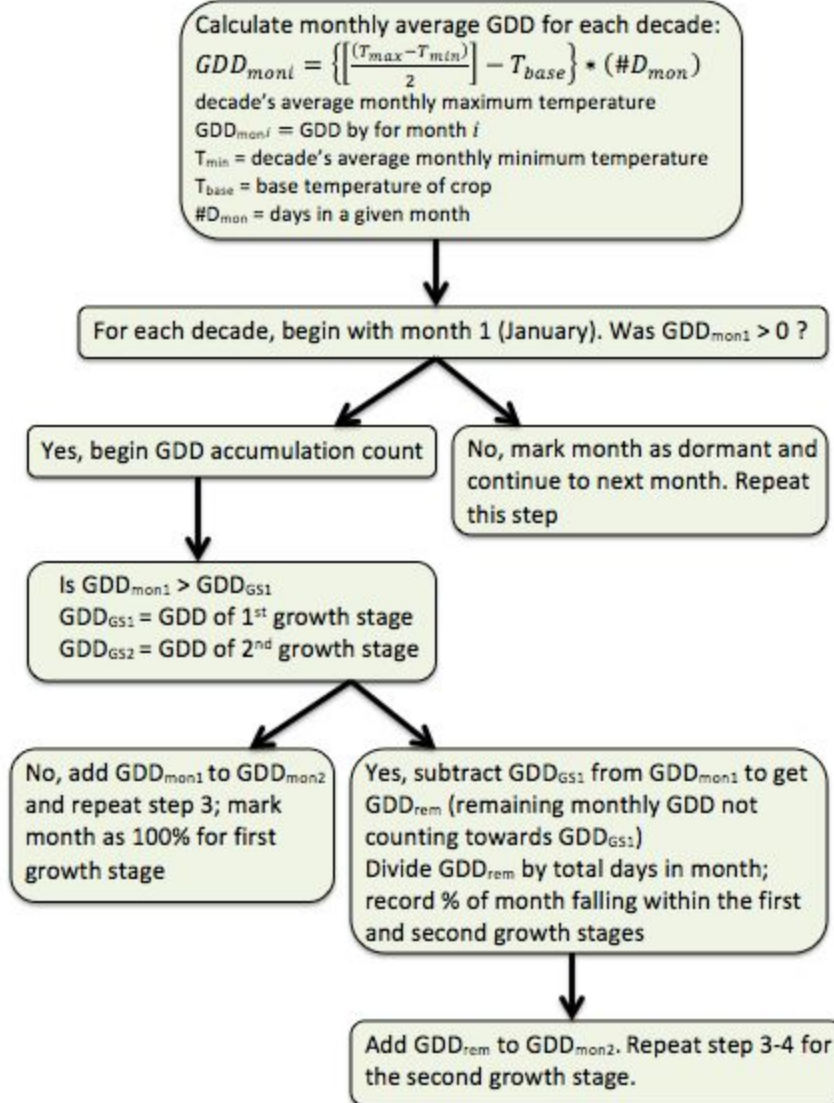 Calculate monthly average GDD for each decade:
GDD_moni = {[(T_max−T_min)/2] − T_base} * (#D_mon)
decade's average monthly maximum temperature
GDD_moni = GDD by for month i
T_min = decade's average monthly minimum temperature
T_base = base temperature of crop
#D_mon = days in a given month
For each decade, begin with month 1 (January). Was GDD_mon1 > 0 ?
Yes, begin GDD accumulation count
No, mark month as dormant and
continue to next month. Repeat
this step
Is GDD_mon1 > GDD_GS1
GDD_GS1 = GDD of 1st growth stage
GDD_GS2 = GDD of 2nd growth stage
No, add GDD_mon1 to GDD_mon2
and repeat step 3; mark
month as 100% for first
growth stage
Yes, subtract GDD_GS1 from GDD_mon1 to get
GDD_rem (remaining monthly GDD not
counting towards GDD_GS1)
Divide GDD_rem by total days in month;
record % of month falling within the first
and second growth stages
Add GDD_rem to GDD_mon2. Repeat step 3-4 for
the second growth stage.